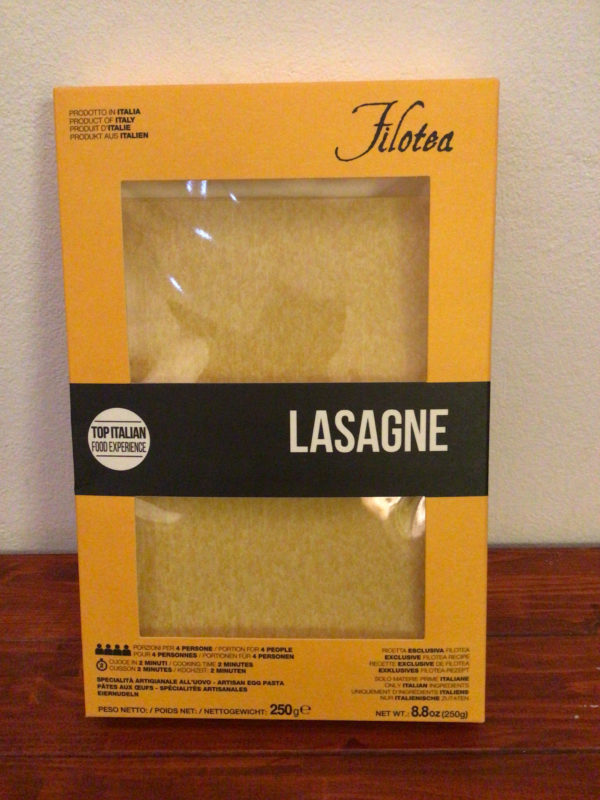 PRODOTTO IN ITALIA
PRODUCT OF ITALY
PRODUIT D'ITALIE
PRODUKT AUS ITALIEN
Filotea
TOP ITALIAN
FOOD EXPERIENCE
LASAGNE
PORZIONI PER 4 PERSONE / PORTION FOR 4 PEOPLE
POUR 4 PERSONNES / PORTIONEN FÜR 4 PERSONEN
2
CUOCE IN 2 MINUTI / COOKING TIME 2 MINUTES
CUISSON 2 MINUTES / KOCHZEIT: 2 MINUTEN
SPECIALITÀ ARTIGIANALE ALL'UOVO - ARTISAN EGG PASTA
PÂTES AUX ŒUFS - SPÉCIALITÉS ARTISANALES
EIERNUDELN
PESO NETTO: / POIDS NET: / NETTOGEWICHT: 250g ℮
RICETTA ESCLUSIVA FILOTEA
EXCLUSIVE FILOTEA RECIPE
RECETTE EXCLUSIVE DE FILOTEA
EXKLUSIVES FILOTEA-REZEPT
SOLO MATERIE PRIME ITALIANE
ONLY ITALIAN INGREDIENTS
UNIQUEMENT D'INGRÉDIENTS ITALIENS
NUR ITALIENISCHE ZUTATEN
NET WT.: 8.8oz (250g)